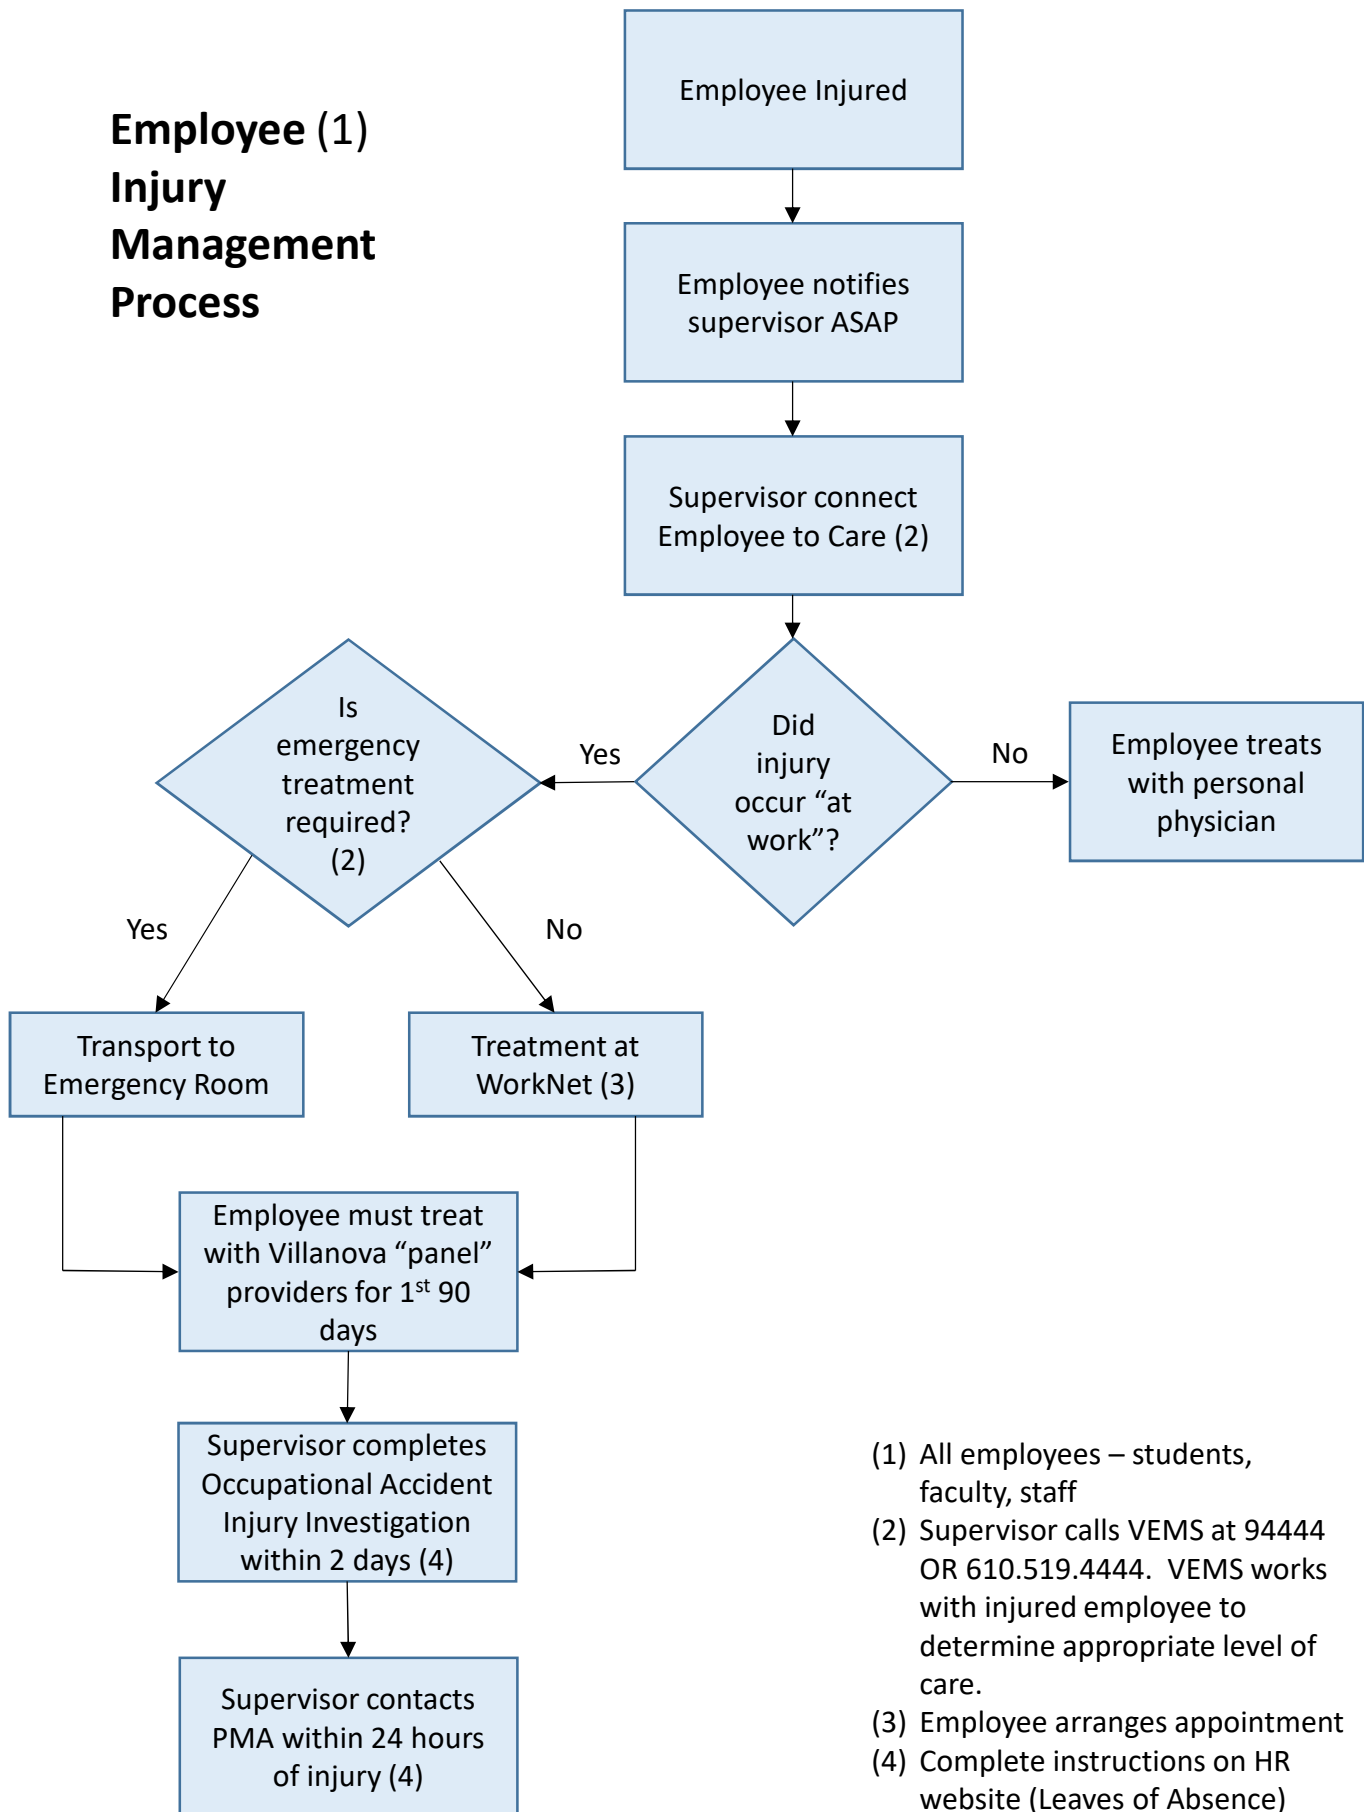 Employee Injured
Employee (1)
Injury
Management
Process
Employee notifies
supervisor ASAP
Supervisor connect
Employee to Care (2)
Is
emergency
treatment
required?
(2)
Yes
Did
injury
occur “at
work”?
No
Employee treats
with personal
physician
Yes
No
Transport to
Emergency Room
Treatment at
WorkNet (3)
Employee must treat
with Villanova “panel”
providers for 1st 90
days
Supervisor completes
Occupational Accident
Injury Investigation
within 2 days (4)
Supervisor contacts
PMA within 24 hours
of injury (4)
(1) All employees – students,
faculty, staff
(2) Supervisor calls VEMS at 94444
OR 610.519.4444.  VEMS works
with injured employee to
determine appropriate level of
care.
(3) Employee arranges appointment
(4) Complete instructions on HR
website (Leaves of Absence)